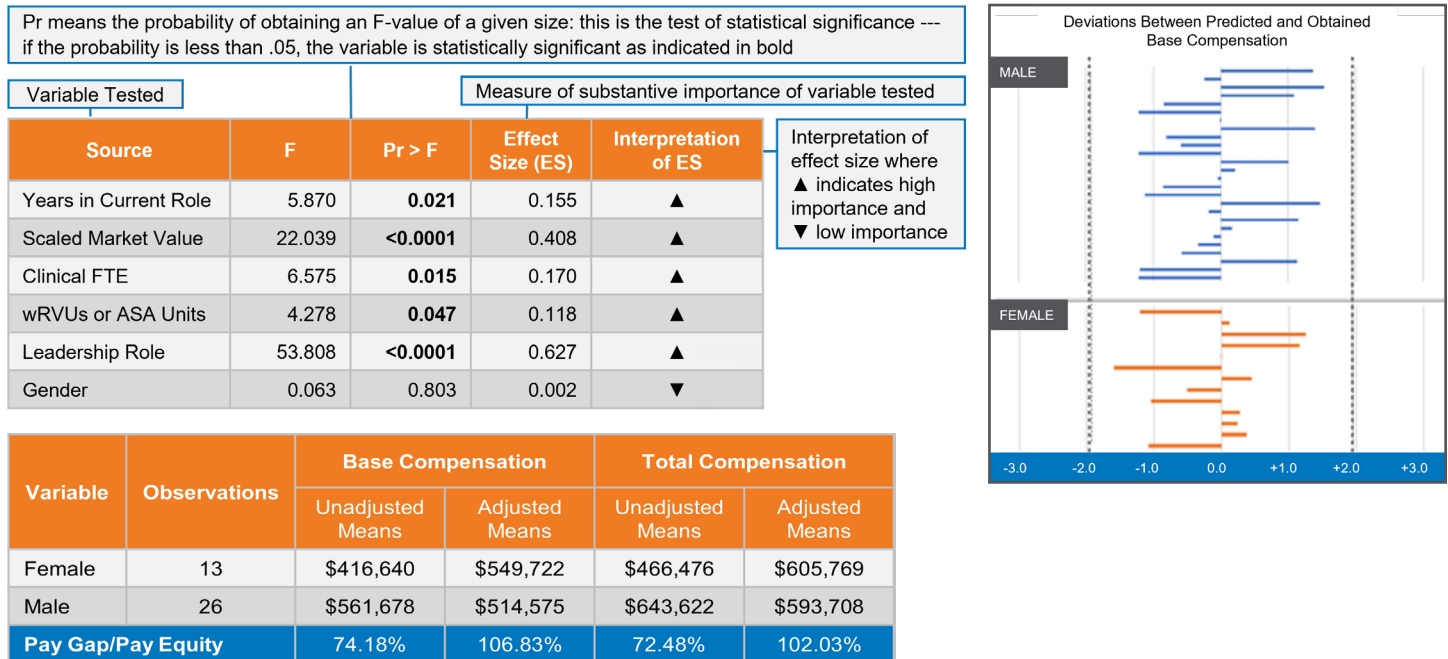 Pr means the probability of obtaining an F-value of a given size: this is the test of statistical significance ---
if the probability is less than .05, the variable is statistically significant as indicated in bold
Variable Tested
Measure of substantive importance of variable tested
Source F Pr > F Effect Size (ES) Interpretation of ES
Years in Current Role 5.870 0.021 0.155 ▲
Scaled Market Value 22.039 <0.0001 0.408 ▲
Clinical FTE 6.575 0.015 0.170 ▲
wRVUs or ASA Units 4.278 0.047 0.118 ▲
Leadership Role 53.808 <0.0001 0.627 ▲
Gender 0.063 0.803 0.002 ▼
Interpretation of
effect size where
▲ indicates high
importance and
▼ low importance
Variable Observations Base Compensation Total Compensation
Unadjusted Means Adjusted Means Unadjusted Means Adjusted Means
Female 13 $416,640 $549,722 $466,476 $605,769
Male 26 $561,678 $514,575 $643,622 $593,708
Pay Gap/Pay Equity 74.18% 106.83% 72.48% 102.03%
Deviations Between Predicted and Obtained
Base Compensation
MALE
FEMALE
-3.0 -2.0 -1.0 0.0 +1.0 +2.0 +3.0